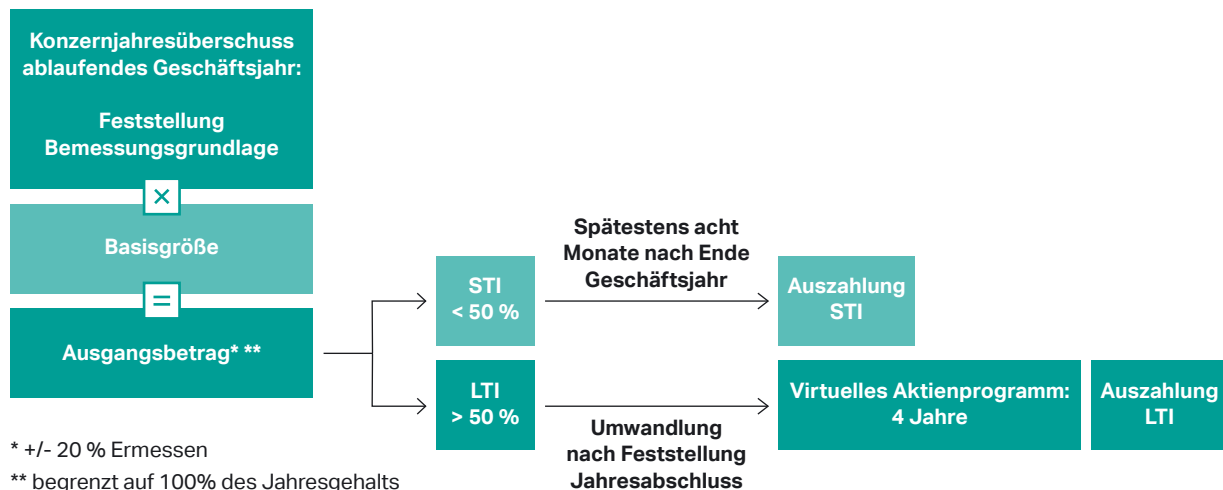 Konzernjahresüberschuss
ablaufendes Geschäftsjahr:
Feststellung
Bemessungsgrundlage
×
Basisgröße
=
Ausgangsbetrag* **
* +/- 20 % Ermessen
** begrenzt auf 100% des Jahresgehalts
STI
< 50 %
Spätestens acht
Monate nach Ende
Geschäftsjahr
Auszahlung
STI
LTI
> 50 %
Umwandlung
nach Feststellung
Jahresabschluss
Virtuelles Aktienprogramm:
4 Jahre
Auszahlung
LTI